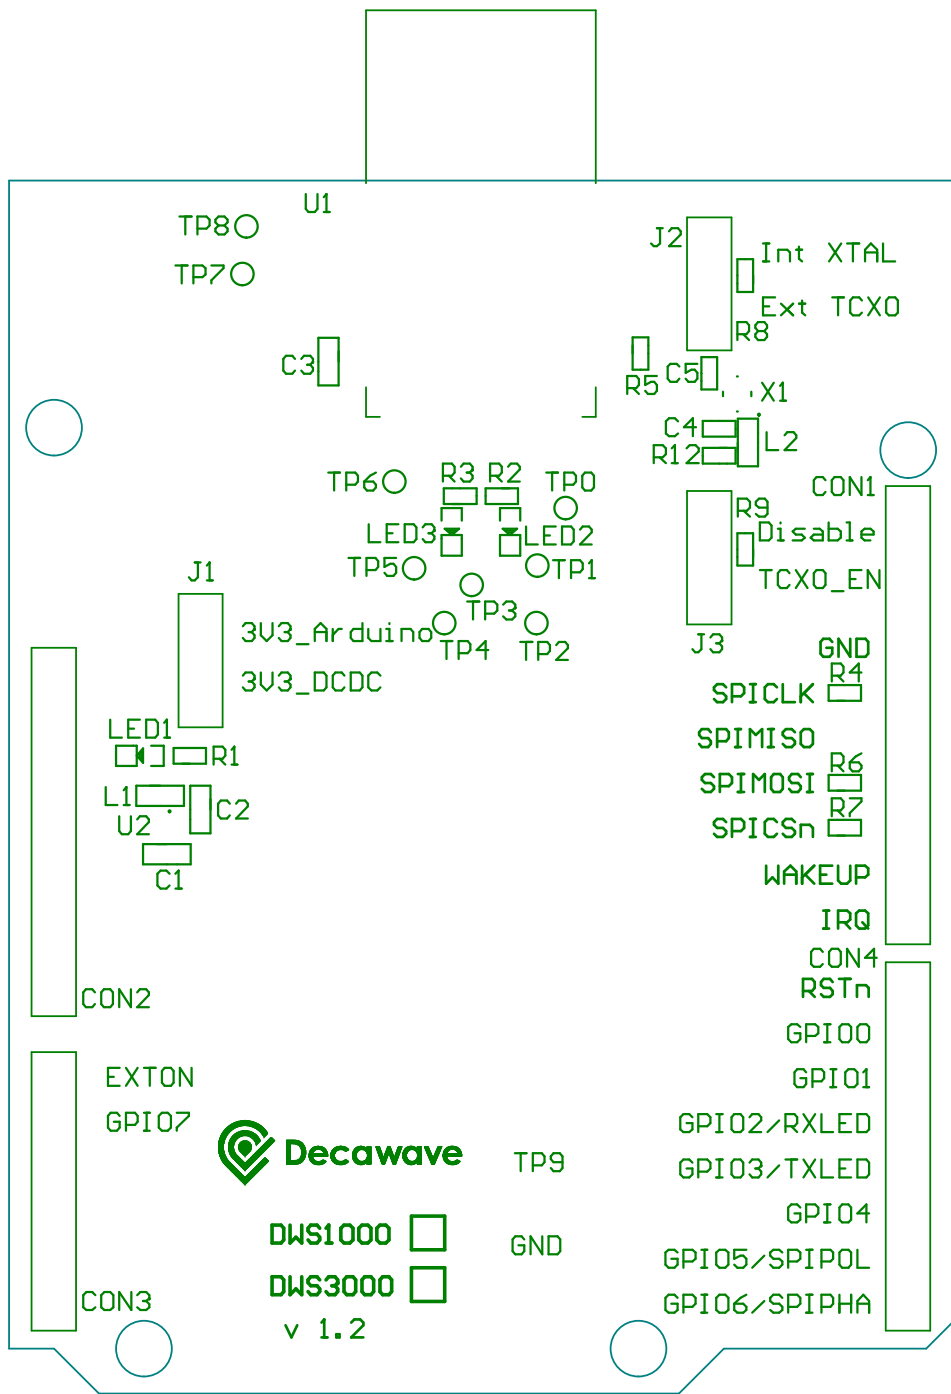 U1
TP8
TP7
J2
Int XTAL
Ext TCXO
R8
C3
R5
C5
X1
C4
R12
L2
TP6
R3
R2
TP0
CON1
R9
LED3
LED2
Disable
TP5
TP1
J1
TCXO_EN
TP3
3V3_Arduino
TP4
TP2
J3
GND
R4
3V3_DCDC
SPICLK
LED1
R1
SPIMISO
R6
SPIMOSI
L1
C2
R7
U2
SPICSn
C1
WAKEUP
IRQ
CON4
CON2
RSTn
GPIO0
EXTON
GPIO1
GPIO7
GPIO2/RXLED
Decawave
TP9
GPIO3/TXLED
GPIO4
DWS1000
GND
GPIO5/SPIPOL
DWS3000
CON3
GPIO6/SPIPHA
v 1.2